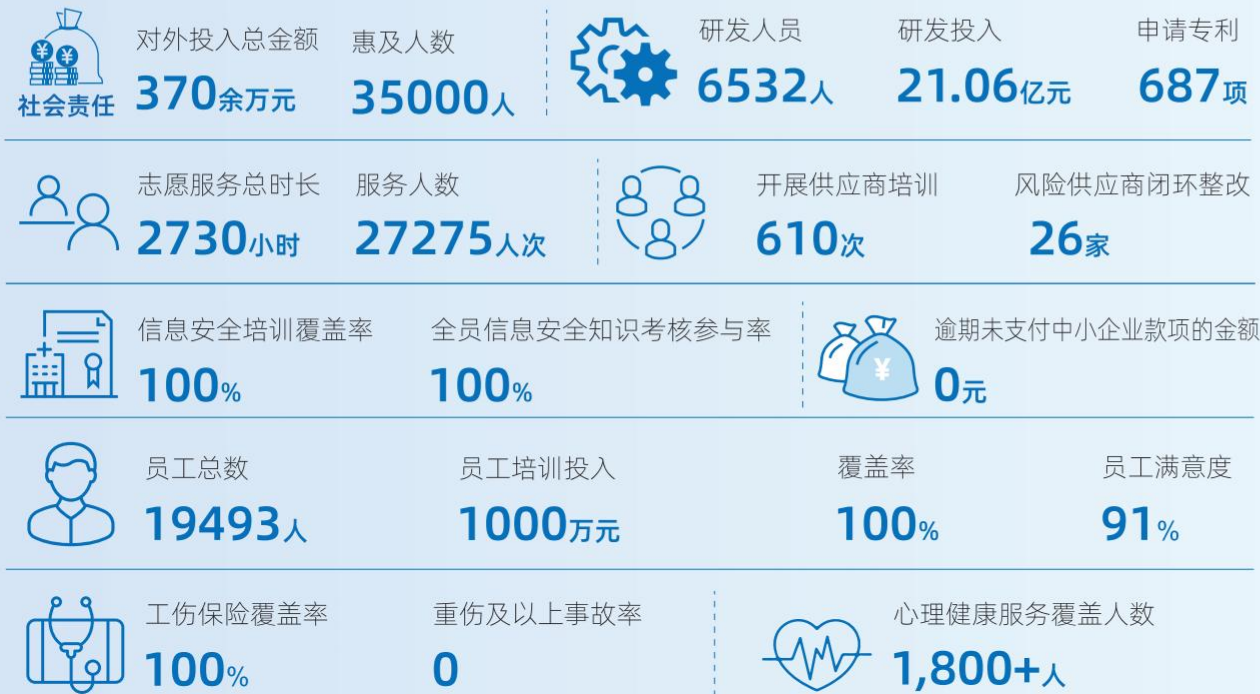 社会责任
对外投入总金额
370余万元
惠及人数
35000人
研发人员
6532人
研发投入
21.06亿元
申请专利
687项
志愿服务总时长
2730小时
服务人数
27275人次
开展供应商培训
610次
风险供应商闭环整改
26家
信息安全培训覆盖率
100%
全员信息安全知识考核参与率
100%
¥
逾期未支付中小企业款项的金额
0元
员工总数
19493人
员工培训投入
1000万元
覆盖率
100%
员工满意度
91%
工伤保险覆盖率
100%
重伤及以上事故率
0
心理健康服务覆盖人数
1,800+人